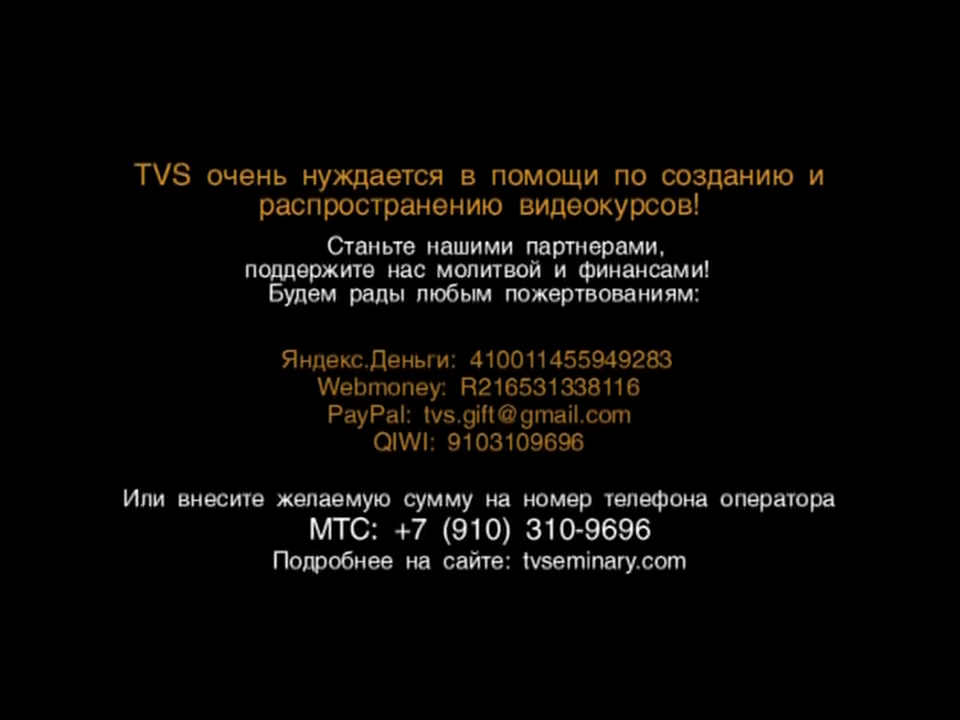 TVS очень нуждается в помощи по созданию и
распространению видеокурсов!
Станьте нашими партнерами,
поддержите нас молитвой и финансами!
Будем рады любым пожертвованиям:
Яндекс.Деньги: 410011455949283
Webmoney: R216531338116
PayPal: tvs.gift@gmail.com
QIWI: 9103109696
Или внесите желаемую сумму на номер телефона оператора
МТС: +7 (910) 310-9696
Подробнее на сайте: tvseminary.com